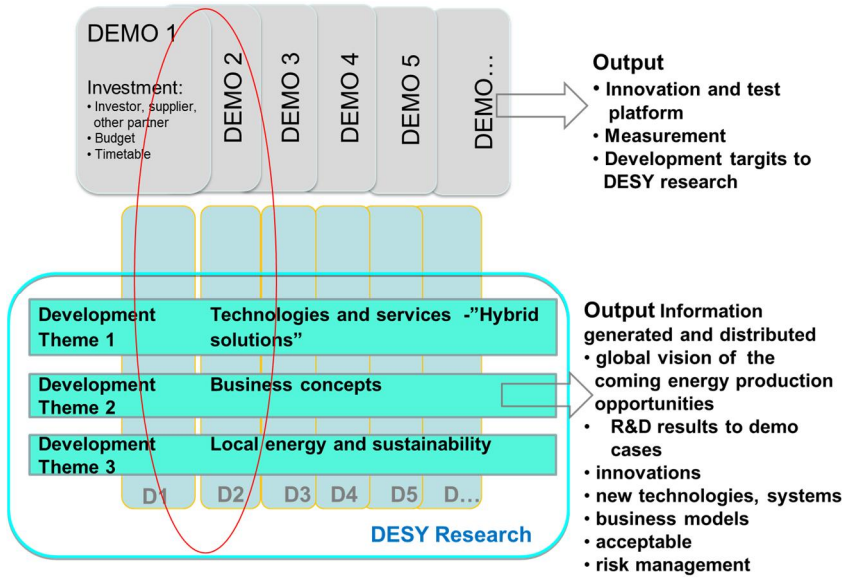 DEMO 1
Investment:
• Investor, supplier,
other partner
• Budget
• Timetable
DEMO 2
DEMO 3
DEMO 4
DEMO 5
DEMO...
Output
• Innovation and test
platform
• Measurement
• Development targits to
DESY research
Development
Theme 1
Technologies and services -”Hybrid
solutions”
Development
Theme 2
Business concepts
Development
Theme 3
Local energy and sustainability
D1
D2
D3
D4
D5
D...
DESY Research
Output Information
generated and distributed
• global vision of the
coming energy production
opportunities
• R&D results to demo
cases
• innovations
• new technologies, systems
• business models
• acceptable
• risk management